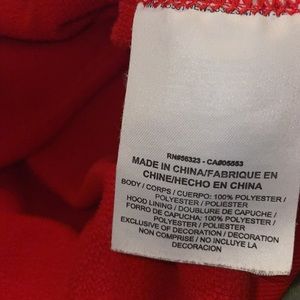 RN#56323 - CA#05553
MADE IN CHINA/FABRIQUE EN
CHINE/HECHO EN CHINA
BODY / CORPS / CUERPO: 100% POLYESTER /
POLYESTER / POLIESTER
HOOD LINING / DOUBLURE DE CAPUCHE /
FORRO DE CAPUCHA: 100% POLYESTER /
POLYESTER / POLIESTER
EXCLUSIVE OF DECORATION / DECORATION
NON COMPRISE / NO INCLUYE LA
DECORACION